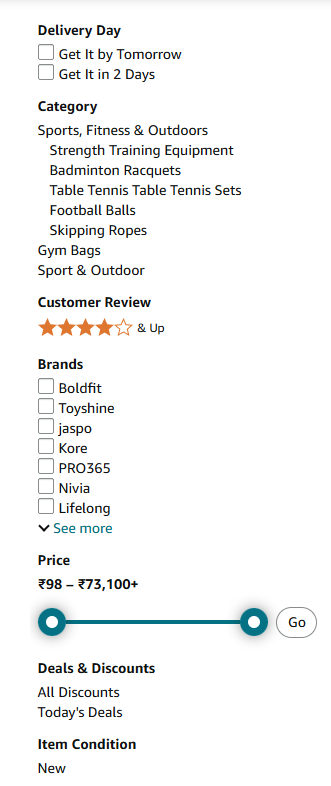 Delivery Day
Get It by Tomorrow
Get It in 2 Days
Category
Sports, Fitness & Outdoors
Strength Training Equipment
Badminton Racquets
Table Tennis Table Tennis Sets
Football Balls
Skipping Ropes
Gym Bags
Sport & Outdoor
Customer Review
& Up
Brands
Boldfit
Toyshine
jaspo
Kore
PRO365
Nivia
Lifelong
See more
Price
₹98 – ₹73,100+
Go
Deals & Discounts
All Discounts
Today's Deals
Item Condition
New